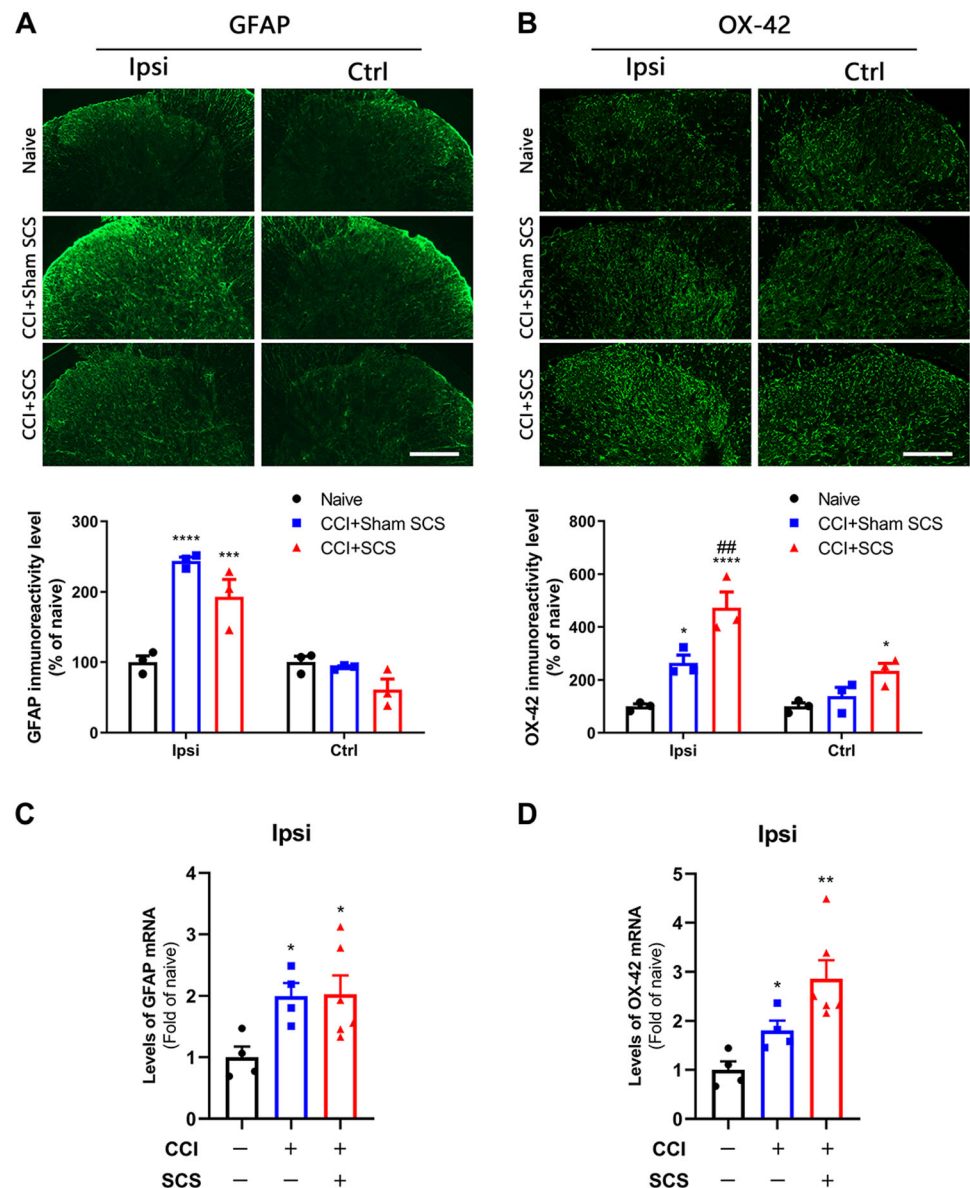 A
GFAP
Ipsi Ctrl
Naive
CCI+Sham SCS
CCI+SCS
Naive
CCI+Sham SCS
CCI+SCS
GFAP immunoreactivity level
(% of naive)
300
200
100
0
****
***
Ipsi Ctrl
B
OX-42
Ipsi Ctrl
Naive
CCI+Sham SCS
CCI+SCS
Naive
CCI+Sham SCS
CCI+SCS
OX-42 immunoreactivity level
(% of naive)
800
600
400
200
0
*
##
****
*
Ipsi Ctrl
C
Ipsi
Levels of GFAP mRNA
(Fold of naive)
4
3
2
1
0
*
*
CCI − + +
SCS − − +
D
Ipsi
Levels of OX-42 mRNA
(Fold of naive)
5
4
3
2
1
0
*
**
CCI − + +
SCS − − +